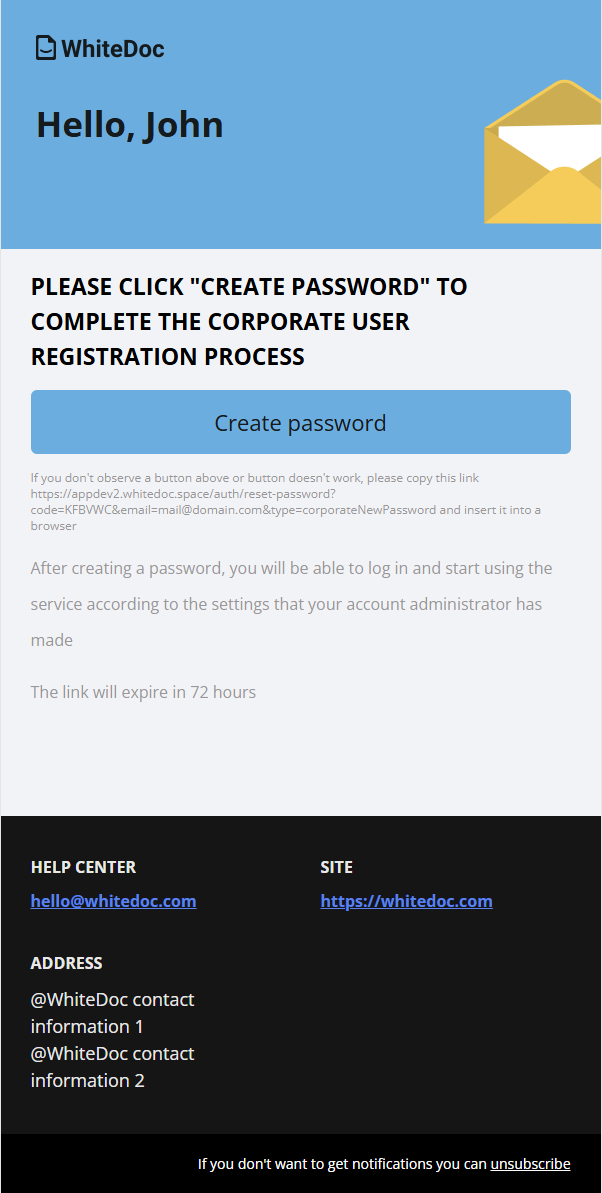 WhiteDoc
Hello, John
PLEASE CLICK "CREATE PASSWORD" TO
COMPLETE THE CORPORATE USER
REGISTRATION PROCESS
Create password
If you don't observe a button above or button doesn't work, please copy this link
https://appdev2.whitedoc.space/auth/reset-password?
code=KFBVWC&email=mail@domain.com&type=corporateNewPassword and insert it into a
browser
After creating a password, you will be able to log in and start using the
service according to the settings that your account administrator has
made
The link will expire in 72 hours
HELP CENTER
hello@whitedoc.com
SITE
https://whitedoc.com
ADDRESS
@WhiteDoc contact
information 1
@WhiteDoc contact
information 2
If you don't want to get notifications you can unsubscribe